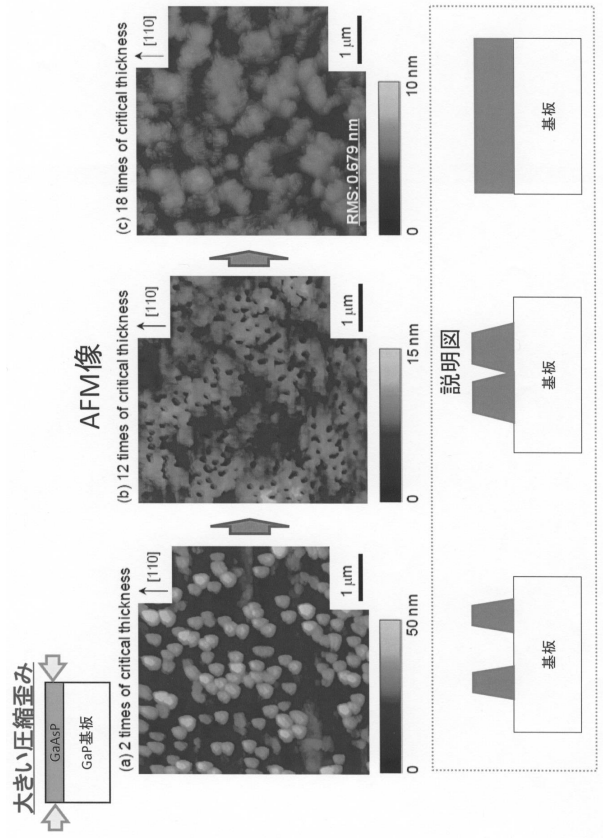 大きい圧縮歪み
GaAsP
GaP基板
AFM像
(a) 2 times of critical thickness
[110]
1 μm
0
50 nm
(b) 12 times of critical thickness
[110]
1 μm
0
15 nm
(c) 18 times of critical thickness
[110]
RMS: 0.679 nm
1 μm
0
10 nm
説明図
基板
基板
基板